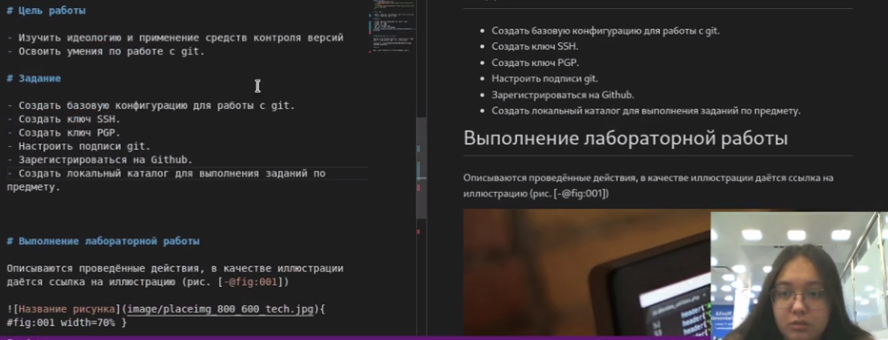 # Цель работы
- Изучить идеологию и применение средств контроля версий
- Освоить умения по работе с git.
# Задание
- Создать базовую конфигурацию для работы с git.
- Создать ключ SSH.
- Создать ключ PGP.
- Настроить подписи git.
- Зарегистрироваться на Github.
- Создать локальный каталог для выполнения заданий по
предмету.
# Выполнение лабораторной работы
Описываются проведённые действия, в качестве иллюстрации
даётся ссылка на иллюстрацию (рис. [-@fig:001])
![Название рисунка](image/placeimg_800_600_tech.jpg){
#fig:001 width=70% }
• Создать базовую конфигурацию для работы с git.
• Создать ключ SSH.
• Создать ключ PGP.
• Настроить подписи git.
• Зарегистрироваться на Github.
• Создать локальный каталог для выполнения заданий по предмету.
Выполнение лабораторной работы
Описываются проведённые действия, в качестве иллюстрации даётся ссылка на
иллюстрацию (рис. [-@fig:001])